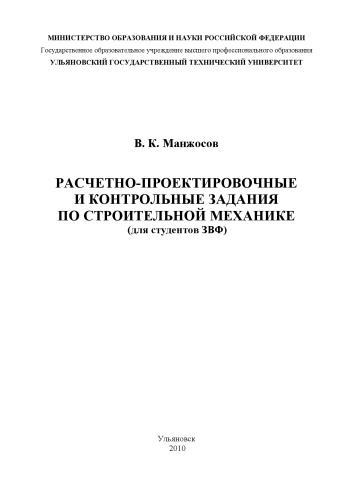 МИНИСТЕРСТВО ОБРАЗОВАНИЯ И НАУКИ РОССИЙСКОЙ ФЕДЕРАЦИИ
Государственное образовательное учреждение высшего профессионального образования
УЛЬЯНОВСКИЙ ГОСУДАРСТВЕННЫЙ ТЕХНИЧЕСКИЙ УНИВЕРСИТЕТ
В. К. Манжосов
РАСЧЕТНО-ПРОЕКТИРОВОЧНЫЕ
И КОНТРОЛЬНЫЕ ЗАДАНИЯ
ПО СТРОИТЕЛЬНОЙ МЕХАНИКЕ
(для студентов ЗВФ)
Ульяновск
2010